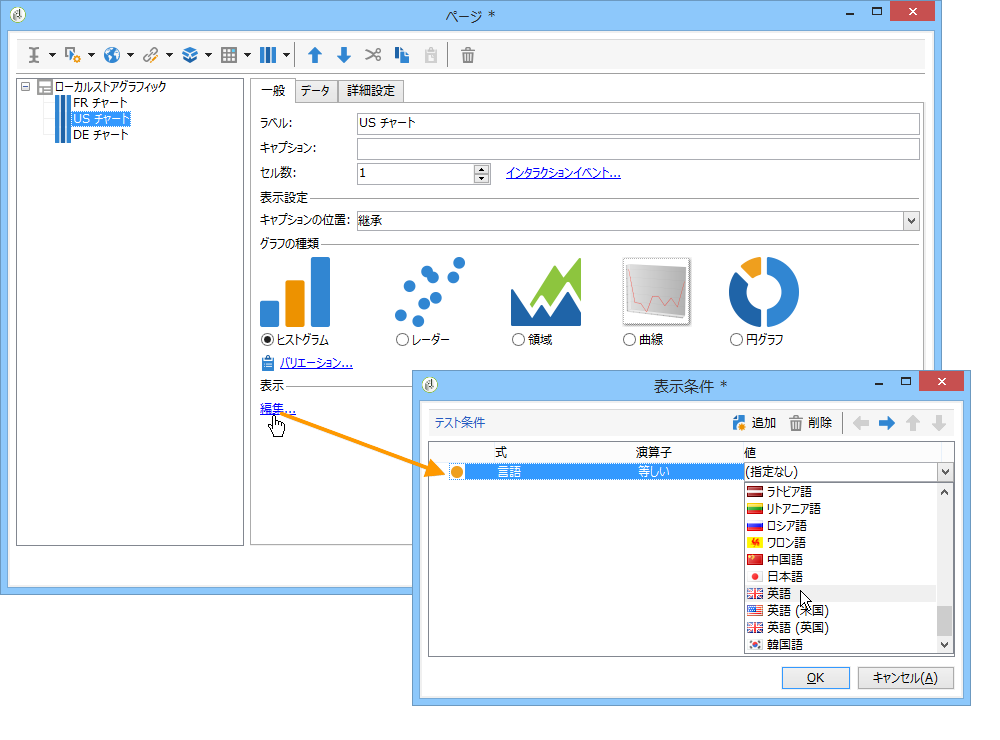 ページ *
ローカルストアグラフィック
FR チャート
US チャート
DE チャート
一般 データ 詳細設定
ラベル: US チャート
キャプション:
セル数: 1 インタラクションイベント...
表示設定
キャプションの位置: 継承
グラフの種類
ヒストグラム レーダー 領域 曲線 円グラフ
バリエーション...
表示
編集...
表示条件 *
テスト条件 追加 削除
式 演算子 値
言語 等しい (指定なし)
ラトビア語
リトアニア語
ロシア語
ワロン語
中国語
日本語
英語
英語 (米国)
英語 (英国)
韓国語
OK キャンセル(A)